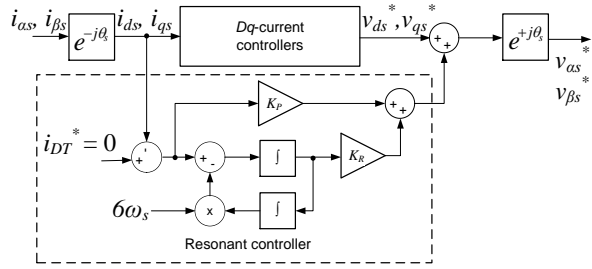 iαs, iβs
e^-jθs
ids, iqs
Dq-current
controllers
vds*, vqs*
+
+
e^+jθs
vαs*
vβs*
iDT* = 0
+
-
KP
+
-
∫
KR
+
+
6ωs
x
∫
Resonant controller